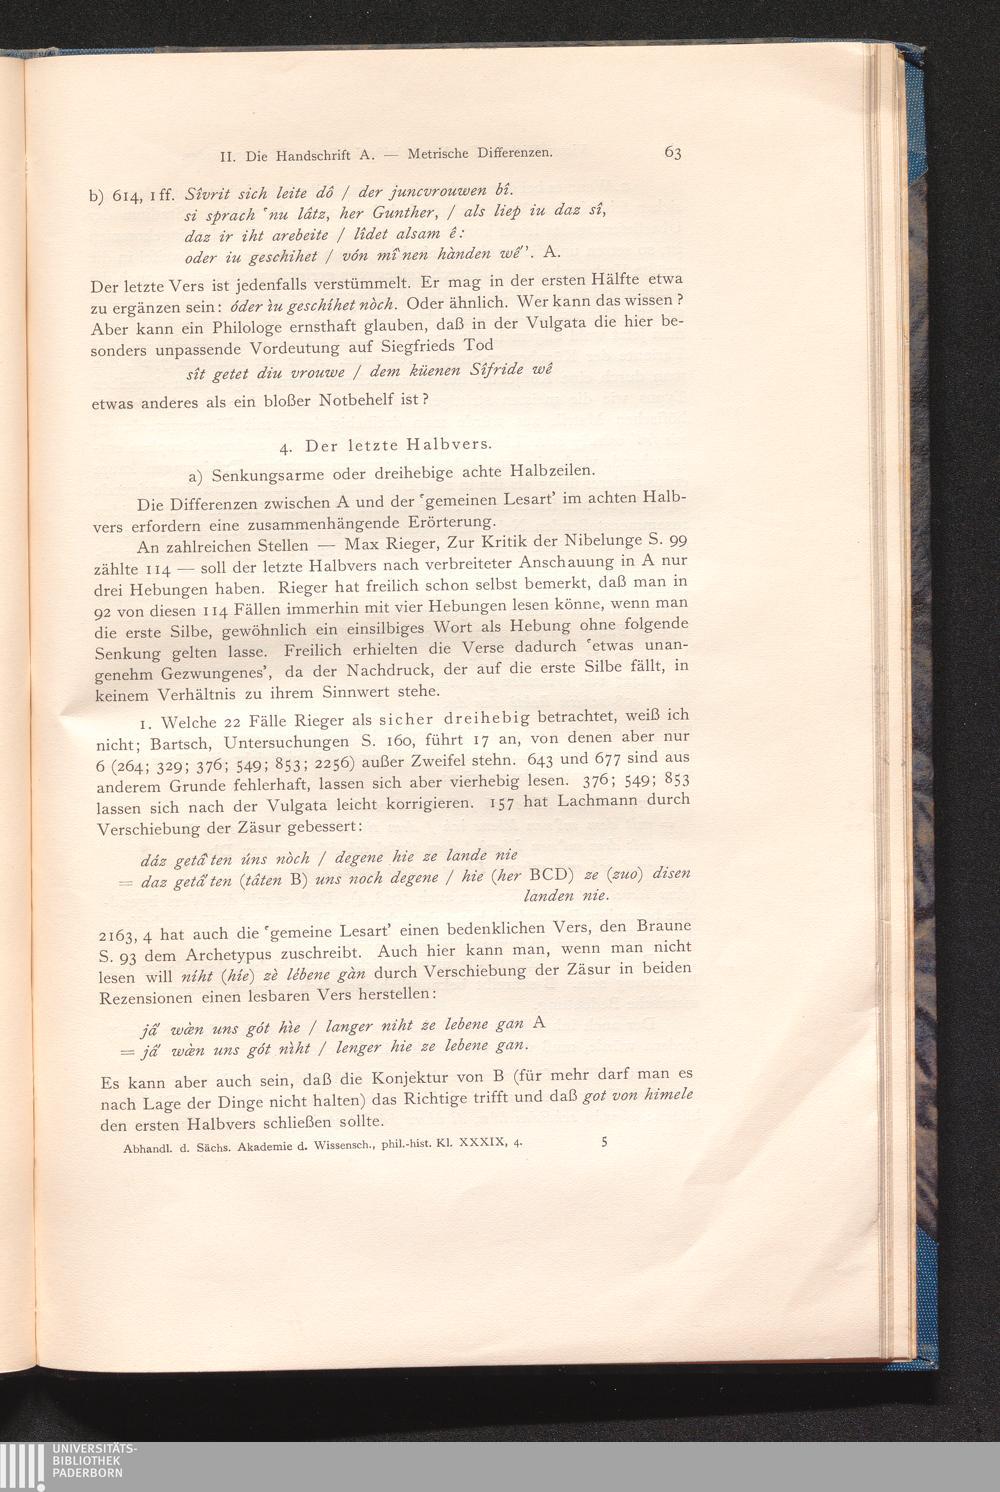 II. Die Handschrift A. — Metrische Differenzen. 63
b) 614, 1 ff. Sîvrit sich leite dô / der juncvrouwen bî.
si sprach ʿnu lâtz, her Gunther, / als liep iu daz sî,
daz ir iht arebeite / lîdet alsam ê:
oder iu geschihet / vón mî́nen hànden wế’. A.
Der letzte Vers ist jedenfalls verstümmelt. Er mag in der ersten Hälfte etwa
zu ergänzen sein: óder ìu geschíhet nòch. Oder ähnlich. Wer kann das wissen?
Aber kann ein Philologe ernsthaft glauben, daß in der Vulgata die hier be-
sonders unpassende Vordeutung auf Siegfrieds Tod
sît getet diu vrouwe / dem küenen Sîfride wê
etwas anderes als ein bloßer Notbehelf ist?
4. Der letzte Halbvers.
a) Senkungsarme oder dreihebige achte Halbzeilen.
Die Differenzen zwischen A und der ʿgemeinen Lesart’ im achten Halb-
vers erfordern eine zusammenhängende Erörterung.
An zahlreichen Stellen — Max Rieger, Zur Kritik der Nibelunge S. 99
zählte 114 — soll der letzte Halbvers nach verbreiteter Anschauung in A nur
drei Hebungen haben. Rieger hat freilich schon selbst bemerkt, daß man in
92 von diesen 114 Fällen immerhin mit vier Hebungen lesen könne, wenn man
die erste Silbe, gewöhnlich ein einsilbiges Wort als Hebung ohne folgende
Senkung gelten lasse. Freilich erhielten die Verse dadurch ʿetwas unan-
genehm Gezwungenes’, da der Nachdruck, der auf die erste Silbe fällt, in
keinem Verhältnis zu ihrem Sinnwert stehe.
1. Welche 22 Fälle Rieger als sicher dreihebig betrachtet, weiß ich
nicht; Bartsch, Untersuchungen S. 160, führt 17 an, von denen aber nur
6 (264; 329; 376; 549; 853; 2256) außer Zweifel stehn. 643 und 677 sind aus
anderem Grunde fehlerhaft, lassen sich aber vierhebig lesen. 376; 549; 853
lassen sich nach der Vulgata leicht korrigieren. 157 hat Lachmann durch
Verschiebung der Zäsur gebessert:
dáz getầten úns nòch / degene hie ze lande nie
= daz getấten (tâten B) uns noch degene / hie (her BCD) ze (zuo) disen
landen nie.
2163, 4 hat auch die ʿgemeine Lesart’ einen bedenklichen Vers, den Braune
S. 93 dem Archetypus zuschreibt. Auch hier kann man, wenn man nicht
lesen will níht (híe) zè lébene gàn durch Verschiebung der Zäsur in beiden
Rezensionen einen lesbaren Vers herstellen:
jấ wæ̀n uns gót hìe / langer niht ze lebene gan A
= jấ wæ̀n uns gót nìht / lenger hie ze lebene gan.
Es kann aber auch sein, daß die Konjektur von B (für mehr darf man es
nach Lage der Dinge nicht halten) das Richtige trifft und daß got von himele
den ersten Halbvers schließen sollte.
Abhandl. d. Sächs. Akademie d. Wissensch., phil.-hist. Kl. XXXIX, 4. 5
UNIVERSITÄTS-
BIBLIOTHEK
PADERBORN